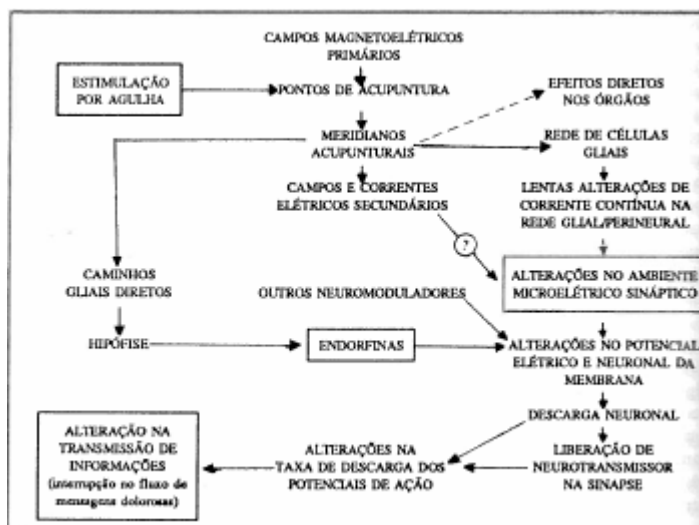 CAMPOS MAGNETOELÉTRICOS
PRIMÁRIOS
ESTIMULAÇÃO
POR AGULHA
PONTOS DE ACUPUNTURA
EFEITOS DIRETOS
NOS ÓRGÃOS
MERIDIANOS
ACUPUNTURAIS
REDE DE CÉLULAS
GLIAIS
CAMPOS E CORRENTES
ELÉTRICOS SECUNDÁRIOS
LENTAS ALTERAÇÕES DE
CORRENTE CONTÍNUA NA
REDE GLIAL/PERINEURAL
?
CAMINHOS
GLIAIS DIRETOS
OUTROS NEUROMODULADORES
ALTERAÇÕES NO AMBIENTE
MICROELÉTRICO SINÁPTICO
HIPÓFISE
ENDORFINAS
ALTERAÇÕES NO POTENCIAL
ELÉTRICO E NEURONAL DA
MEMBRANA
DESCARGA NEURONAL
ALTERAÇÃO NA
TRANSMISSÃO DE
INFORMAÇÕES
(interrupção no fluxo de
mensagens dolorosas)
ALTERAÇÕES NA
TAXA DE DESCARGA DOS
POTENCIAIS DE AÇÃO
LIBERAÇÃO DE
NEUROTRANSMISSOR
NA SINAPSE